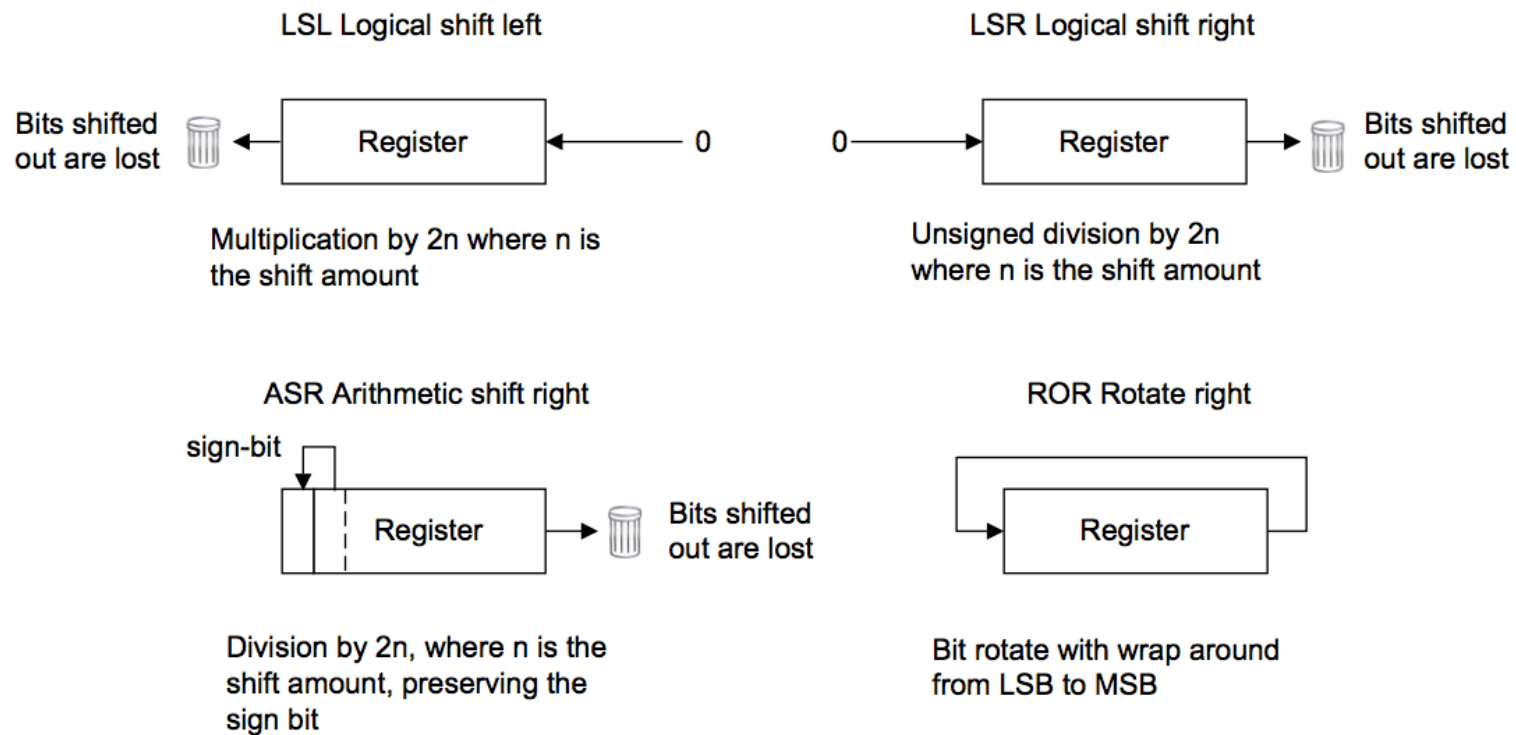 LSL Logical shift left
Bits shifted
out are lost
Register
0
Multiplication by 2n where n is
the shift amount
LSR Logical shift right
0
Register
Bits shifted
out are lost
Unsigned division by 2n
where n is the shift amount
ASR Arithmetic shift right
sign-bit
Register
Bits shifted
out are lost
Division by 2n, where n is the
shift amount, preserving the
sign bit
ROR Rotate right
Register
Bit rotate with wrap around
from LSB to MSB